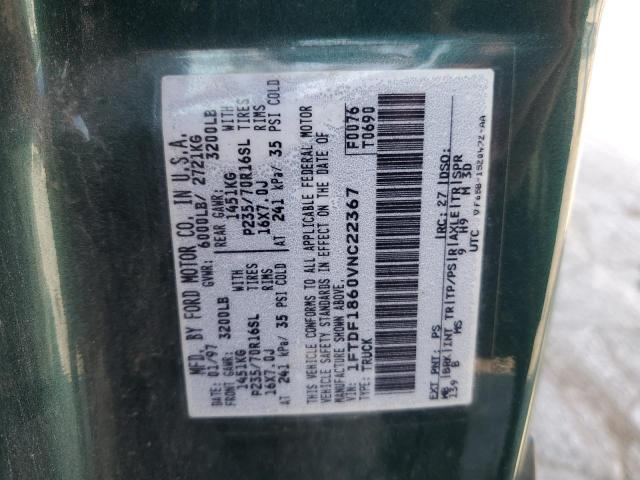 MFD. BY FORD MOTOR CO. IN U.S.A.
01/97 GVWR: 6000LB/ 2721KG
FRONT GAWR: 3200LB REAR GAWR: 3200LB
1451KG WITH 1451KG WITH
P235/70R16SL TIRES P235/70R16SL TIRES
16X7.0J RIMS 16X7.0J RIMS
AT 241 kPa/ 35 PSI COLD AT 241 kPa/ 35 PSI COLD
THIS VEHICLE CONFORMS TO ALL APPLICABLE FEDERAL MOTOR
VEHICLE SAFETY STANDARDS IN EFFECT ON THE DATE OF
MANUFACTURE SHOWN ABOVE.
VIN: 1FTDF1860VNC22367 F0076
TYPE: TRUCK T0690
EXT PNT: PS RC: 27 DSO:
WB BRK INT TR TP/PS R AXLE TR SPR
139 B MS 9 H9 M 3D
UTC